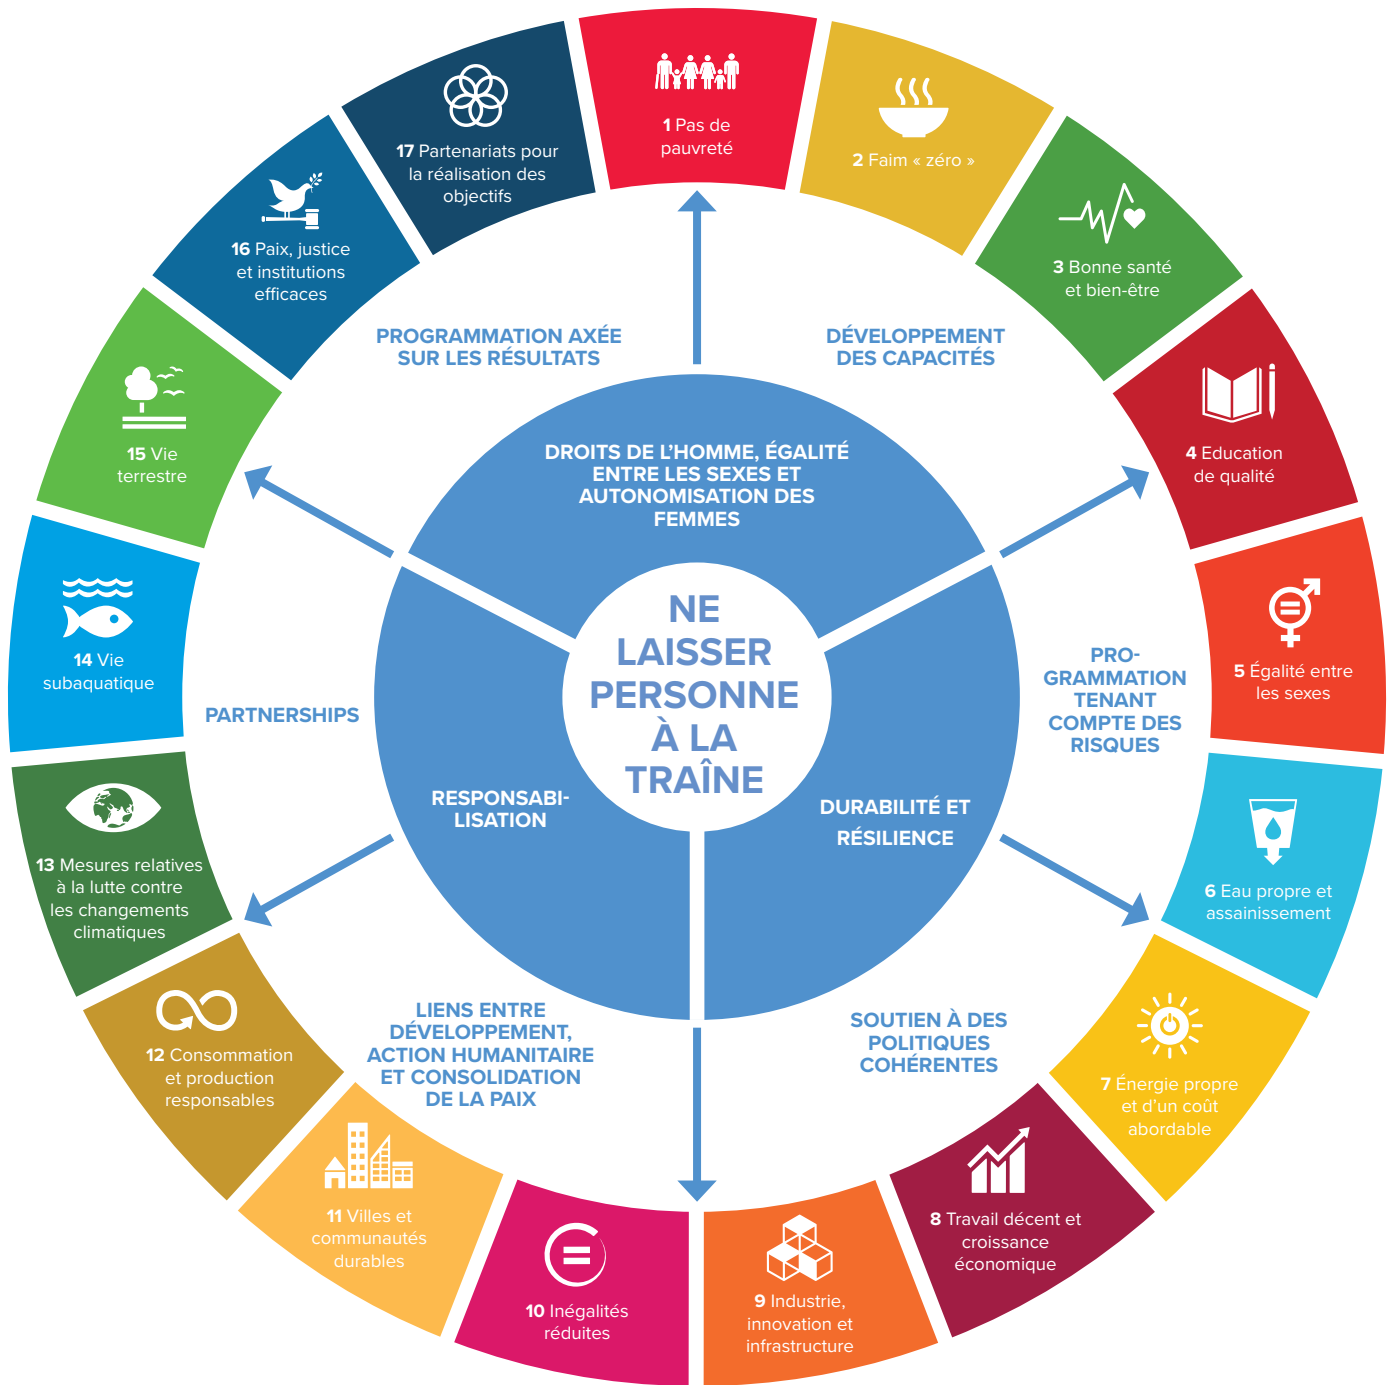 1 Pas de
pauvreté
2 Faim « zéro »
3 Bonne santé
et bien-être
4 Education
de qualité
5 Égalité entre
les sexes
6 Eau propre et
assainissement
7 Énergie propre
et d'un coût
abordable
8 Travail décent et
croissance
économique
9 Industrie,
innovation et
infrastructure
10 Inégalités
réduites
11 Villes et
communautés
durables
12 Consommation
et production
responsables
13 Mesures relatives
à la lutte contre
les changements
climatiques
14 Vie
subaquatique
15 Vie
terrestre
16 Paix, justice
et institutions
efficaces
17 Partenariats pour
la réalisation des
objectifs
PROGRAMMATION AXÉE
SUR LES RÉSULTATS
DÉVELOPPEMENT
DES CAPACITÉS
PRO-
GRAMMATION
TENANT
COMPTE DES
RISQUES
SOUTIEN À DES
POLITIQUES
COHÉRENTES
LIENS ENTRE
DÉVELOPPEMENT,
ACTION HUMANITAIRE
ET CONSOLIDATION
DE LA PAIX
PARTNERSHIPS
DROITS DE L'HOMME, ÉGALITÉ
ENTRE LES SEXES ET
AUTONOMISATION DES
FEMMES
DURABILITÉ ET
RÉSILIENCE
RESPONSABI-
LISATION
NE
LAISSER
PERSONNE
À LA
TRAÎNE